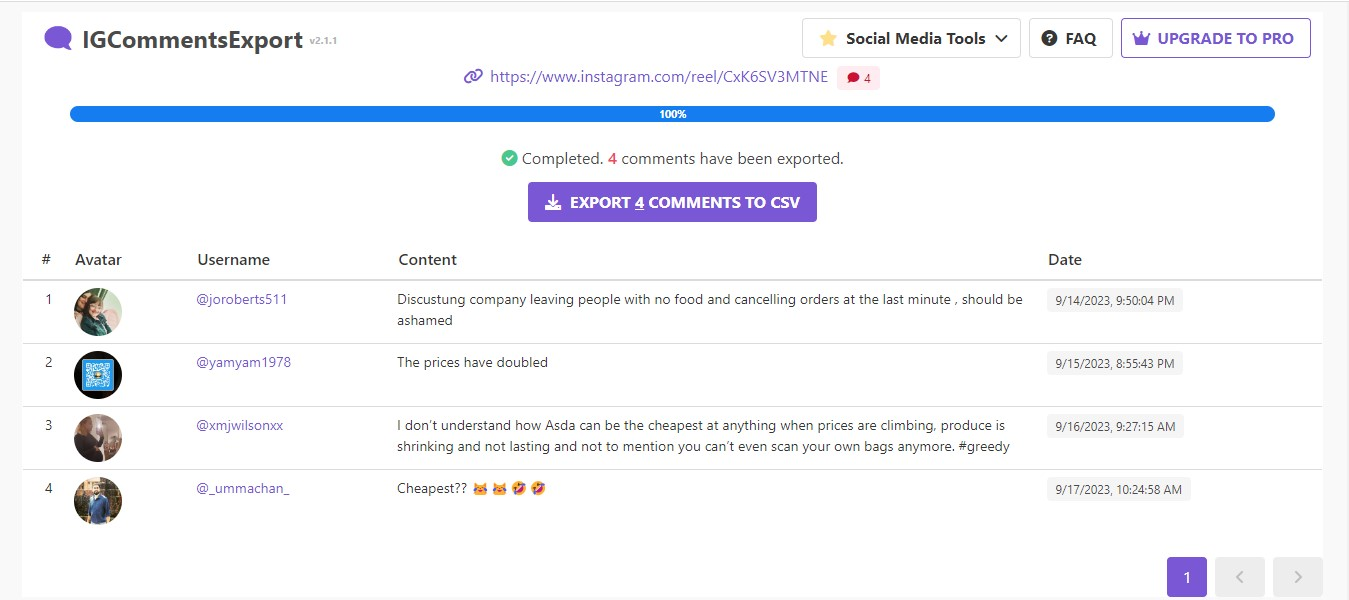 IGCommentsExport v2.1.1
Social Media Tools
FAQ
UPGRADE TO PRO
https://www.instagram.com/reel/CxK6SV3MTNE 4
100%
Completed. 4 comments have been exported.
EXPORT 4 COMMENTS TO CSV
# Avatar Username Content Date
1 @joroberts511 Discustung company leaving people with no food and cancelling orders at the last minute , should be 9/14/2023, 9:50:04 PM
ashamed
2 @yamyam1978 The prices have doubled 9/15/2023, 8:55:43 PM
3 @xmjwilsonxx I don’t understand how Asda can be the cheapest at anything when prices are climbing, produce is 9/16/2023, 9:27:15 AM
shrinking and not lasting and not to mention you can’t even scan your own bags anymore. #greedy
4 @_ummachan_ Cheapest?? 😹😹🤣🤣 9/17/2023, 10:24:58 AM
1